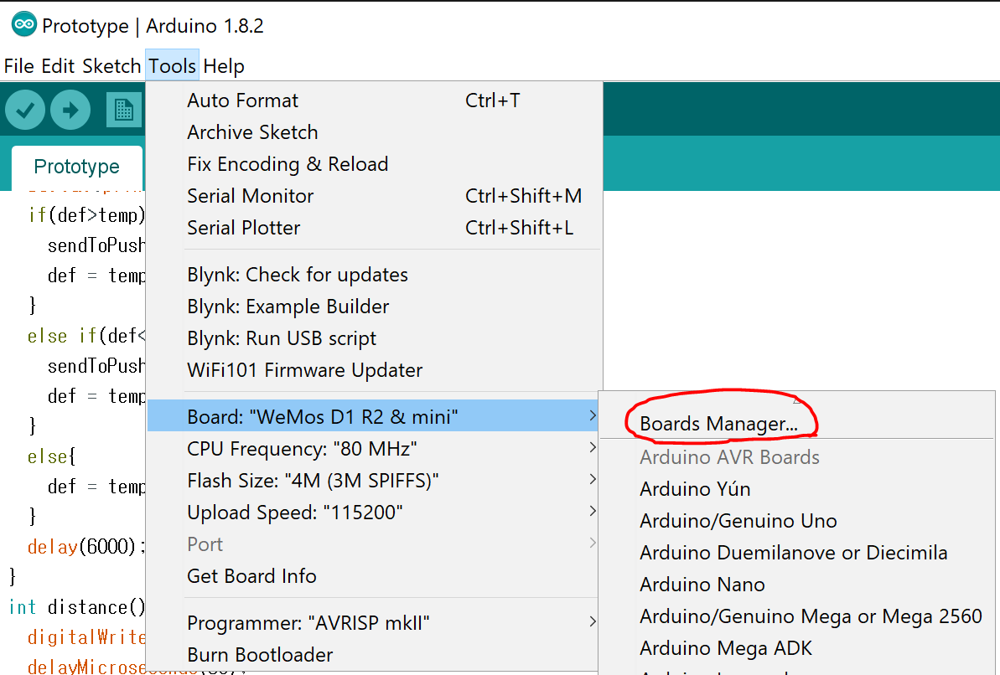 Prototype | Arduino 1.8.2
File Edit Sketch Tools Help
Auto Format Ctrl+T
Archive Sketch
Fix Encoding & Reload
Serial Monitor Ctrl+Shift+M
Serial Plotter Ctrl+Shift+L
Blynk: Check for updates
Blynk: Example Builder
Blynk: Run USB script
WiFi101 Firmware Updater
Board: "WeMos D1 R2 & mini"
CPU Frequency: "80 MHz"
Flash Size: "4M (3M SPIFFS)"
Upload Speed: "115200"
Port
Get Board Info
Programmer: "AVRISP mkII"
Burn Bootloader
Boards Manager...
Arduino AVR Boards
Arduino Yún
Arduino/Genuino Uno
Arduino Duemilanove or Diecimila
Arduino Nano
Arduino/Genuino Mega or Mega 2560
Arduino Mega ADK
Prototype
if(def>temp)
sendToPush
def = temp
}
else if(def<
sendToPush
def = temp
}
else{
def = temp
}
delay(6000);
}
int distance()
digitalWrite